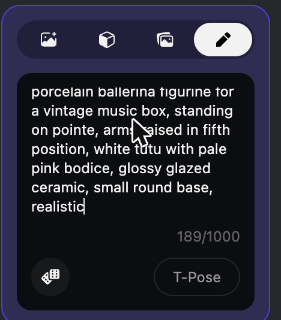 porcelain ballerina figurine for
a vintage music box, standing
on pointe, arms raised in fifth
position, white tutu with pale
pink bodice, glossy glazed
ceramic, small round base,
realistic
189/1000
T-Pose